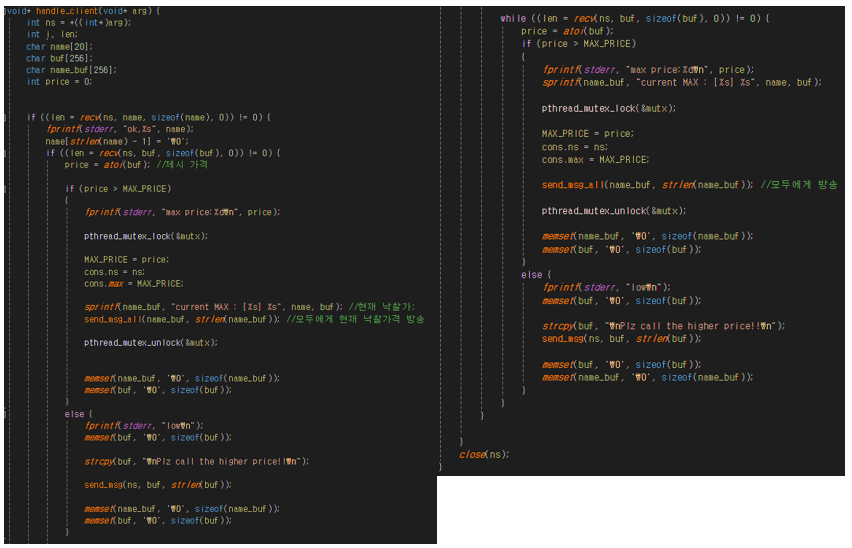 void* handle_client(void* arg) {
int ns = *((int*)arg);
int j, len;
char name[20];
char buf[256];
char name_buf[256];
int price = 0;
if ((len = recv(ns, name, sizeof(name), 0)) != 0) {
fprintf(stderr, "ok,%s", name);
name[strlen(name) - 1] = '₩0';
if ((len = recv(ns, buf, sizeof(buf), 0)) != 0) {
price = atoi(buf); //제시 가격
if (price > MAX_PRICE)
{
fprintf(stderr, "max price:%d₩n", price);
pthread_mutex_lock(&mutx);
MAX_PRICE = price;
cons.ns = ns;
cons.max = MAX_PRICE;
sprintf(name_buf, "current MAX : [%s] %s", name, buf); //현재 낙찰가;
send_msg_all(name_buf, strlen(name_buf)); //모두에게 현재 낙찰가격 방송
pthread_mutex_unlock(&mutx);
memset(name_buf, '₩0', sizeof(name_buf));
memset(buf, '₩0', sizeof(buf));
}
else {
fprintf(stderr, "low₩n");
memset(buf, '₩0', sizeof(buf));
strcpy(buf, "₩nPlz call the higher price!!₩n");
send_msg(ns, buf, strlen(buf));
memset(name_buf, '₩0', sizeof(name_buf));
memset(buf, '₩0', sizeof(buf));
}
while ((len = recv(ns, buf, sizeof(buf), 0)) != 0) {
price = atoi(buf);
if (price > MAX_PRICE)
{
fprintf(stderr, "max price:%d₩n", price);
sprintf(name_buf, "current MAX : [%s] %s", name, buf);
pthread_mutex_lock(&mutx);
MAX_PRICE = price;
cons.ns = ns;
cons.max = MAX_PRICE;
send_msg_all(name_buf, strlen(name_buf)); //모두에게 방송
pthread_mutex_unlock(&mutx);
memset(name_buf, '₩0', sizeof(name_buf));
memset(buf, '₩0', sizeof(buf));
}
else {
fprintf(stderr, "low₩n");
memset(buf, '₩0', sizeof(buf));
strcpy(buf, "₩nPlz call the higher price!!₩n");
send_msg(ns, buf, strlen(buf));
memset(buf, '₩0', sizeof(buf));
memset(name_buf, '₩0', sizeof(name_buf));
}
}
}
}
close(ns);
}